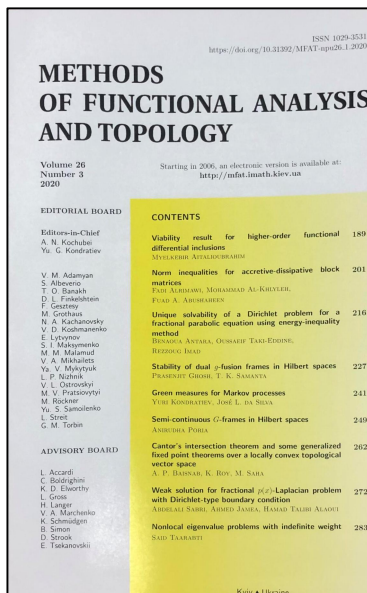 ISSN 1029-3531
https://doi.org/10.31392/MFAT-npu26.1.2020
METHODS
OF FUNCTIONAL ANALYSIS
AND TOPOLOGY
Volume 26
Number 3
2020
Starting in 2006, an electronic version is available at:
http://mfat.imath.kiev.ua
EDITORIAL BOARD
Editors-in-Chief
A. N. Kochubei
Yu. G. Kondratiev
V. M. Adamyan
S. Albeverio
T. O. Banakh
D. L. Finkelshtein
F. Gesztesy
M. Grothaus
N. A. Kachanovsky
V. D. Koshmanenko
E. Lytvynov
S. I. Maksymenko
M. M. Malamud
V. A. Mikhailets
Ya. V. Mykytyuk
L. P. Nizhnik
V. L. Ostrovskyi
M. V. Pratsiovytyi
M. Röckner
Yu. S. Samoilenko
L. Streit
G. M. Torbin
ADVISORY BOARD
L. Accardi
C. Boldrighini
K. D. Elworthy
L. Gross
H. Langer
V. A. Marchenko
K. Schmüdgen
B. Simon
D. Strook
E. Tsekanovskii
CONTENTS
Viability result for higher-order functional 189
differential inclusions
Myelkebir Aitalioubrahim
Norm inequalities for accretive-dissipative block 201
matrices
Fadi Alrimawi, Mohammad Al-Khlyleh,
Fuad A. Abushaheen
Unique solvability of a Dirichlet problem for a 216
fractional parabolic equation using energy-inequality
method
Benaoua Antara, Oussaeif Taki-Eddine,
Rezzoug Imad
Stability of dual g-fusion frames in Hilbert spaces 227
Prasenjit Ghosh, T. K. Samanta
Green measures for Markov processes 241
Yuri Kondratiev, José L. da Silva
Semi-continuous G-frames in Hilbert spaces 249
Anirudha Poria
Cantor's intersection theorem and some generalized 262
fixed point theorems over a locally convex topological
vector space
A. P. Baisnab, K. Roy, M. Saha
Weak solution for fractional p(x)-Laplacian problem 272
with Dirichlet-type boundary condition
Abdelali Sabri, Ahmed Jamea, Hamad Talibi Alaoui
Nonlocal eigenvalue problems with indefinite weight 283
Said Taarabti
Kyiv • Ukraine